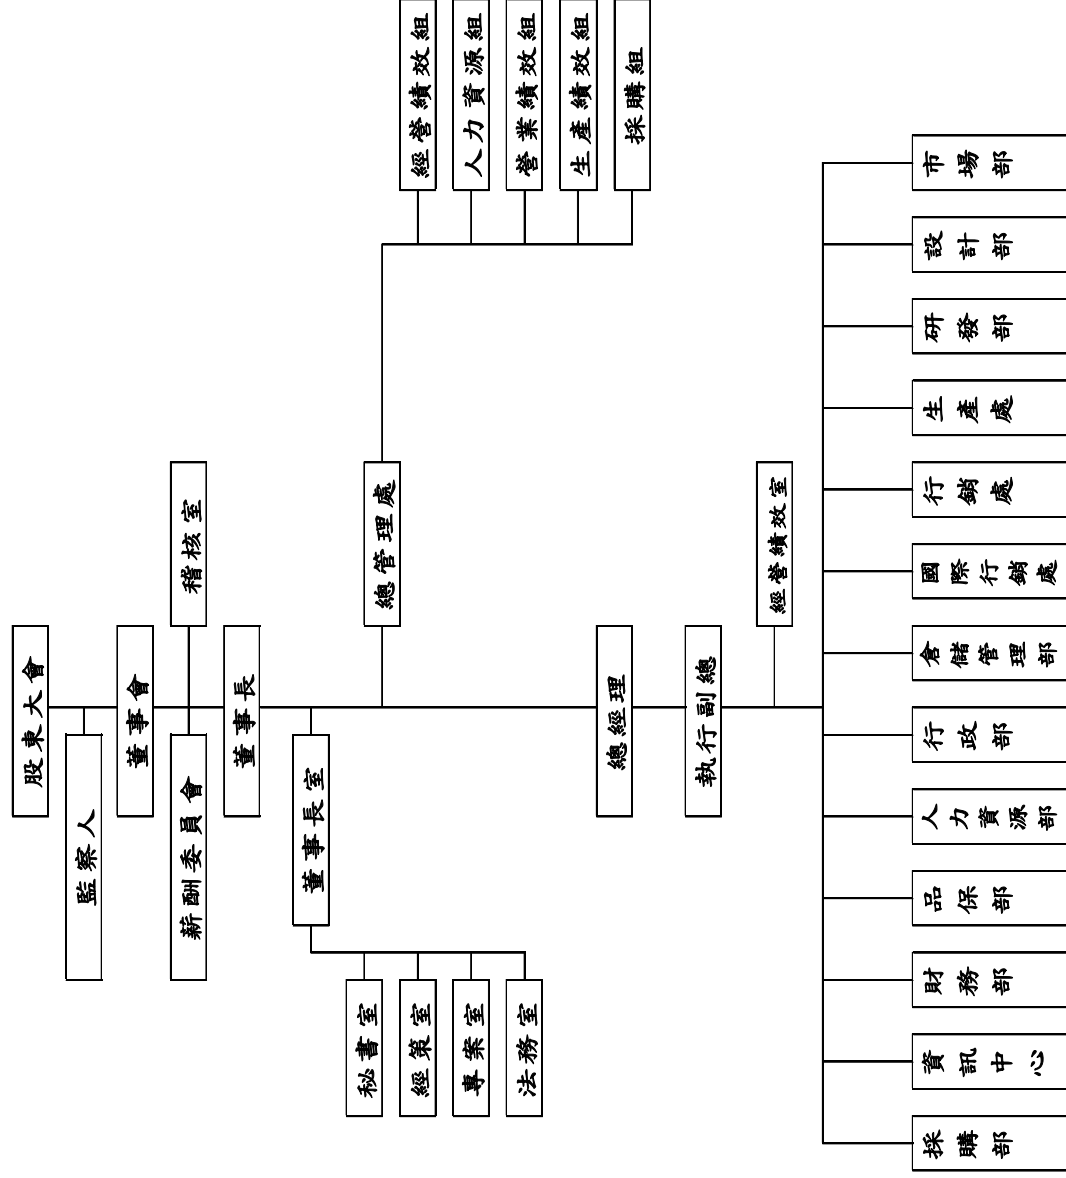 股東大會
監察人
董事會
薪酬委員會
稽核室
董事長
董事長室
秘書室
經策室
專案室
法務室
總管理處
經營績效組
人力資源組
營業績效組
生產績效組
採購組
總經理
執行副總
經營績效室
採購部
資訊中心
財務部
品保部
人力資源部
行政部
倉儲管理部
國際行銷處
行銷處
生產處
研發部
設計部
市場部